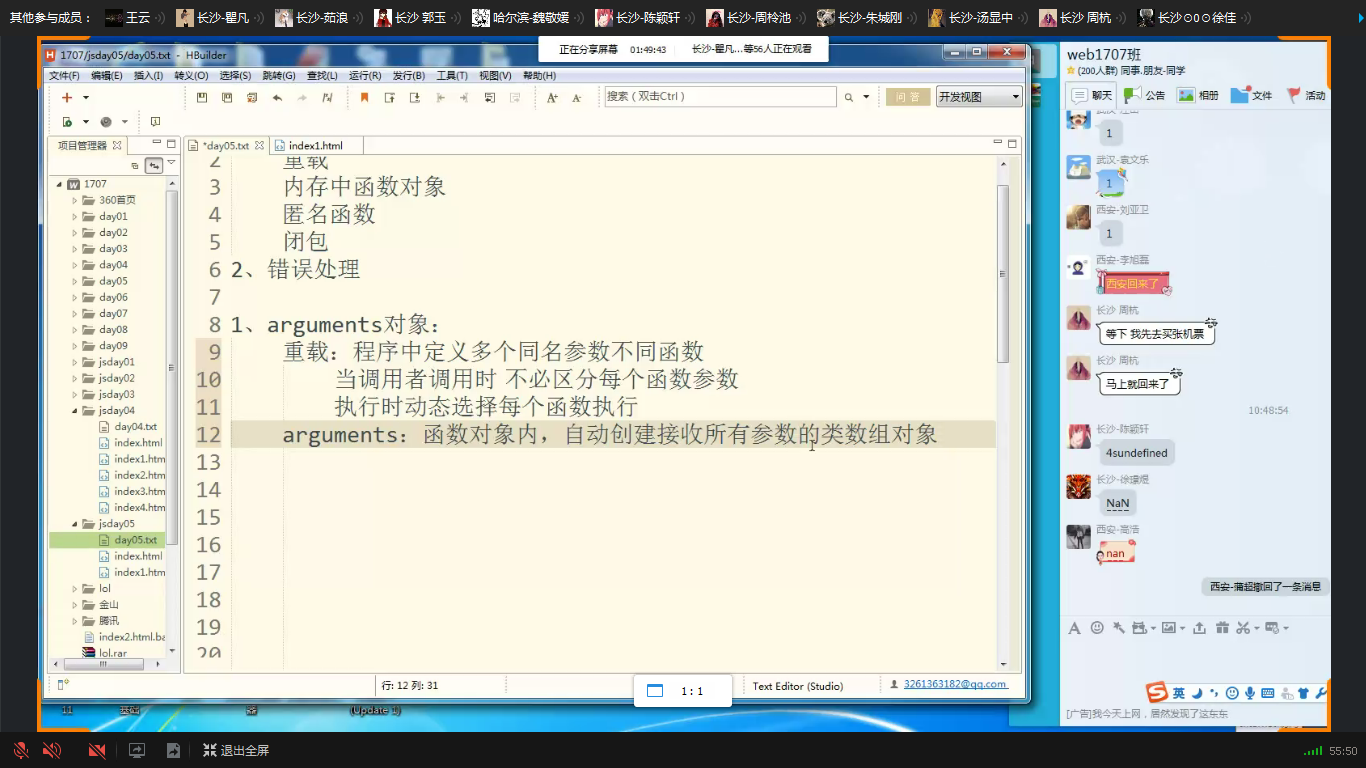 其他参与成员： 王云 长沙-瞿凡 长沙-茹浪 长沙 郭玉 哈尔滨-魏敬媛 长沙-陈颖轩 长沙-周柃池 长沙-朱城刚 长沙-汤显中 长沙 周杭 长沙⊙0⊙徐佳
正在分享屏幕 01:49:43 长沙-瞿凡...等56人正在观看
1707/jsday05/day05.txt - HBuilder
文件(F) 编辑(E) 插入(I) 转义(O) 选择(S) 跳转(G) 查找(L) 运行(R) 发行(B) 工具(T) 视图(V) 帮助(H)
搜索（双击Ctrl）
问 答
开发视图
项目管理器
*day05.txt
index1.html
1707
360首页
day01
day02
day03
day04
day05
day06
day07
day08
day09
jsday01
jsday02
jsday03
jsday04
day04.txt
index.html
index1.htm
index2.htm
index3.htm
index4.htm
jsday05
day05.txt
index.html
index1.htm
lol
金山
腾讯
index2.html.ba
lol.rar
2 重载
3 内存中函数对象
4 匿名函数
5 闭包
6 2、错误处理
7
8 1、arguments对象：
9 重载：程序中定义多个同名参数不同函数
10 当调用者调用时 不必区分每个函数参数
11 执行时动态选择每个函数执行
12 arguments：函数对象内，自动创建接收所有参数的类数组对象
13
14
15
16
17
18
19
20
行: 12 列: 31
1:1
Text Editor (Studio)
3261363182@qq.com
11
基础
(Update 1)
web1707班
(200人群) 同事.朋友-同学
聊天 公告 相册 文件 活动
1
武汉-袁文乐
1
西安-刘亚卫
1
西安-李旭磊
西安回来了
长沙 周杭
等下 我先去买张机票
长沙 周杭
马上就回来了
10:48:54
长沙-陈颖轩
4sundefined
长沙-徐璟焜
NaN
西安-高浩
nan
西安-蒲超撤回了一条消息
英
[广告]我今天上网，居然发现了这东东
退出全屏
55:50